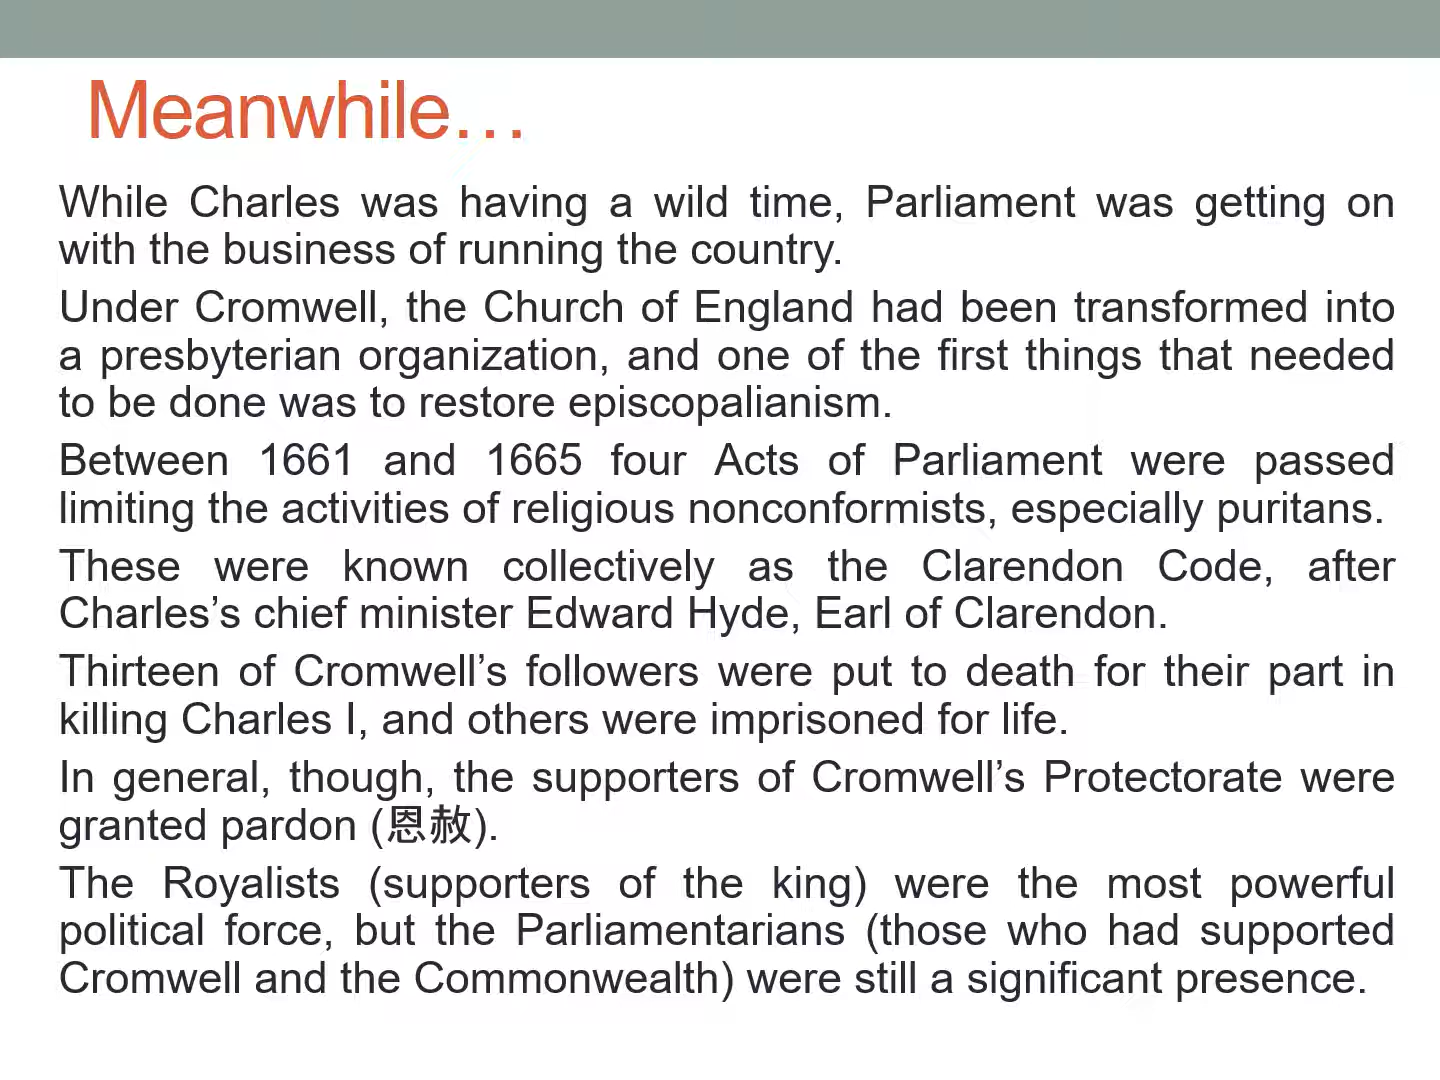 Meanwhile…
While Charles was having a wild time, Parliament was getting on
with the business of running the country.
Under Cromwell, the Church of England had been transformed into
a presbyterian organization, and one of the first things that needed
to be done was to restore episcopalianism.
Between 1661 and 1665 four Acts of Parliament were passed
limiting the activities of religious nonconformists, especially puritans.
These were known collectively as the Clarendon Code, after
Charles’s chief minister Edward Hyde, Earl of Clarendon.
Thirteen of Cromwell’s followers were put to death for their part in
killing Charles I, and others were imprisoned for life.
In general, though, the supporters of Cromwell’s Protectorate were
granted pardon (恩赦).
The Royalists (supporters of the king) were the most powerful
political force, but the Parliamentarians (those who had supported
Cromwell and the Commonwealth) were still a significant presence.